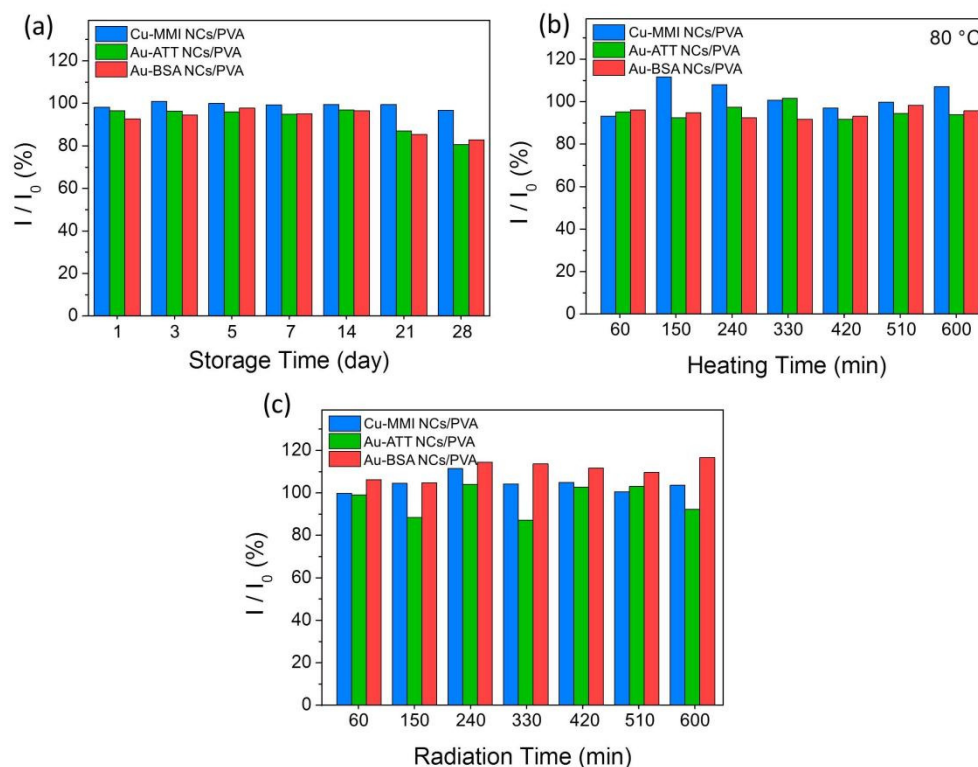 (a)
Cu-MMI NCs/PVA
Au-ATT NCs/PVA
Au-BSA NCs/PVA
120
100
80
60
40
20
0
I / I₀ (%)
1 3 5 7 14 21 28
Storage Time (day)
(b)
80 °C
Cu-MMI NCs/PVA
Au-ATT NCs/PVA
Au-BSA NCs/PVA
120
100
80
60
40
20
0
I / I₀ (%)
60 150 240 330 420 510 600
Heating Time (min)
(c)
Cu-MMI NCs/PVA
Au-ATT NCs/PVA
Au-BSA NCs/PVA
120
100
80
60
40
20
0
I / I₀ (%)
60 150 240 330 420 510 600
Radiation Time (min)